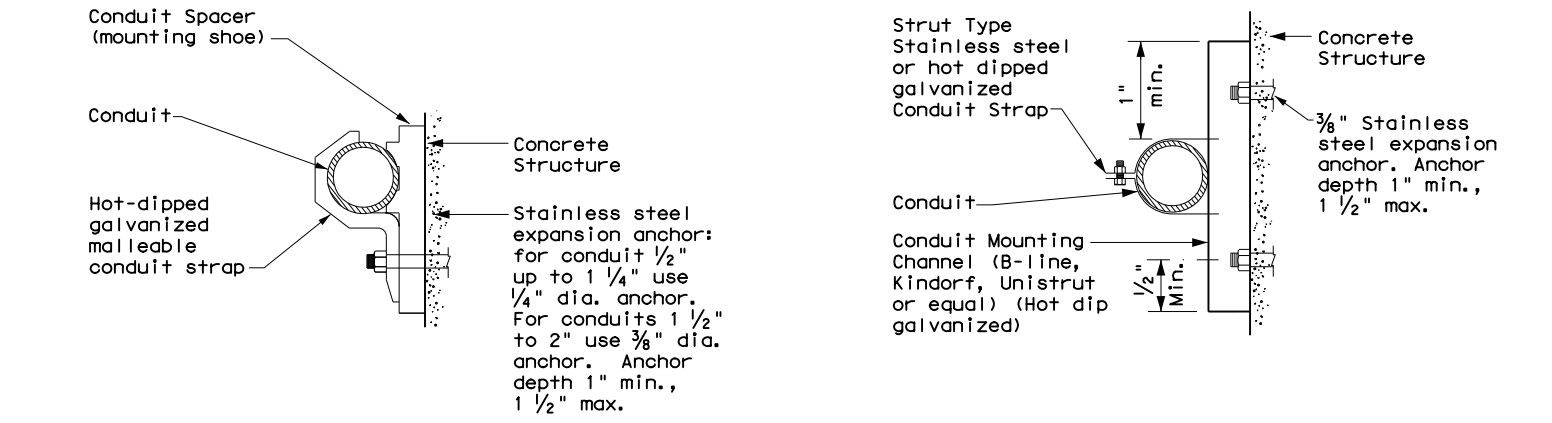 Conduit Spacer
(mounting shoe)
Conduit
Hot-dipped
galvanized
malleable
conduit strap
Concrete
Structure
Stainless steel
expansion anchor:
for conduit 1/2"
up to 1 1/4" use
1/4" dia. anchor.
For conduits 1 1/2"
to 2" use 3/8" dia.
anchor. Anchor
depth 1" min.,
1 1/2" max.
Strut Type
Stainless steel
or hot dipped
galvanized
Conduit Strap
1"
min.
Conduit
Conduit Mounting
Channel (B-line,
Kindorf, Unistrut
or equal) (Hot dip
galvanized)
1/2"
Min.
Concrete
Structure
3/8" Stainless
steel expansion
anchor. Anchor
depth 1" min.,
1 1/2" max.